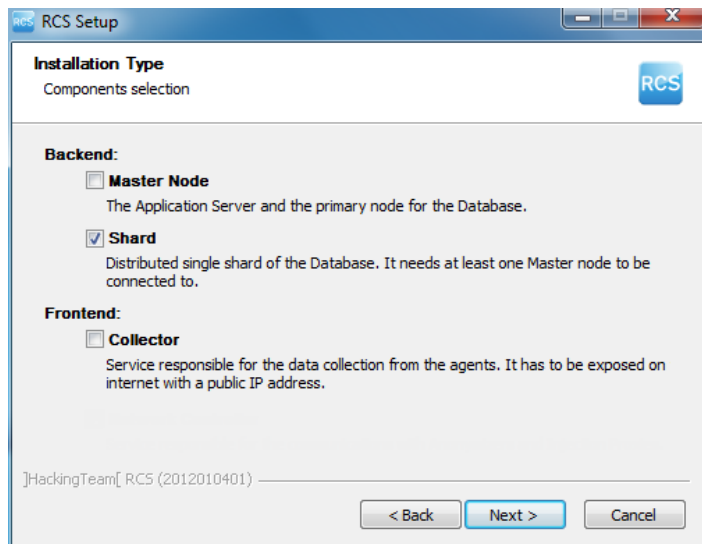 RCS RCS Setup
Installation Type
Components selection
RCS
Backend:
Master Node
The Application Server and the primary node for the Database.
Shard
Distributed single shard of the Database. It needs at least one Master node to be
connected to.
Frontend:
Collector
Service responsible for the data collection from the agents. It has to be exposed on
internet with a public IP address.
]HackingTeam[ RCS (2012010401)
< Back Next > Cancel